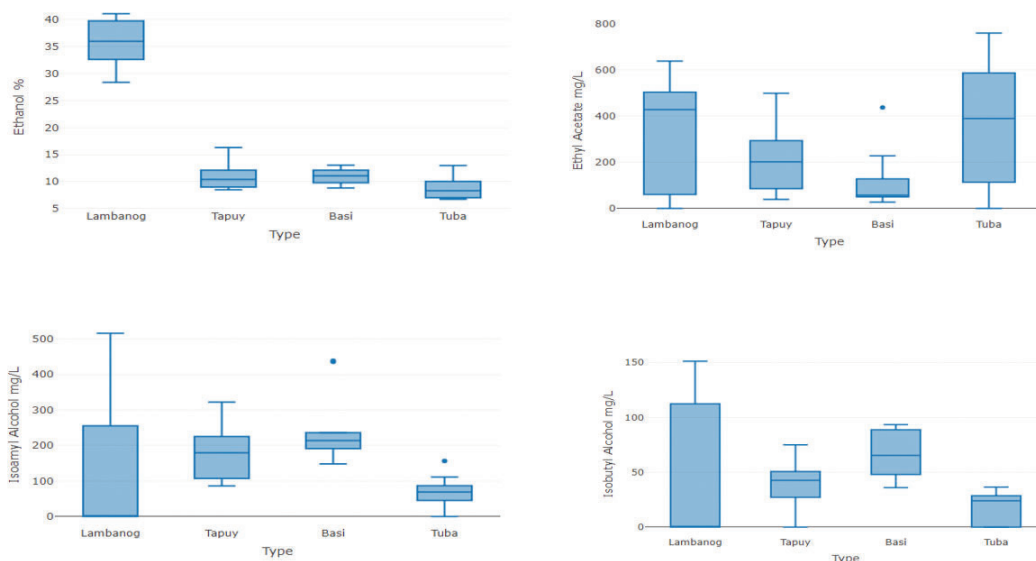 Ethanol %
40
35
30
25
20
15
10
5
Lambanog Tapuy Basi Tuba
Type
Ethyl Acetate mg/L
800
600
400
200
0
Lambanog Tapuy Basi Tuba
Type
Isoamyl Alcohol mg/L
500
400
300
200
100
0
Lambanog Tapuy Basi Tuba
Type
Isobutyl Alcohol mg/L
150
100
50
0
Lambanog Tapuy Basi Tuba
Type